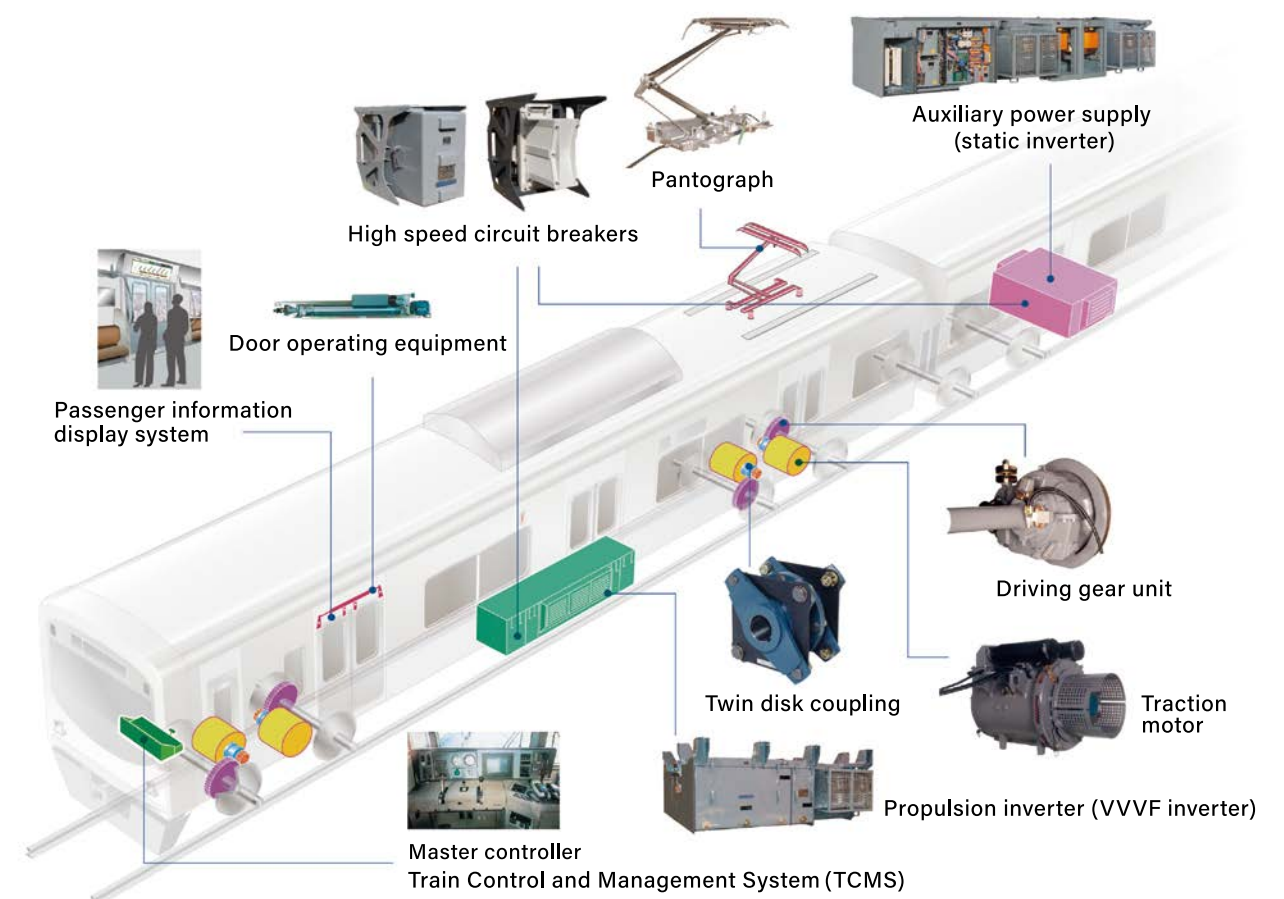 Auxiliary power supply
(static inverter)
Pantograph
High speed circuit breakers
Door operating equipment
Passenger information
display system
Driving gear unit
Twin disk coupling
Traction
motor
Propulsion inverter (VVVF inverter)
Master controller
Train Control and Management System (TCMS)